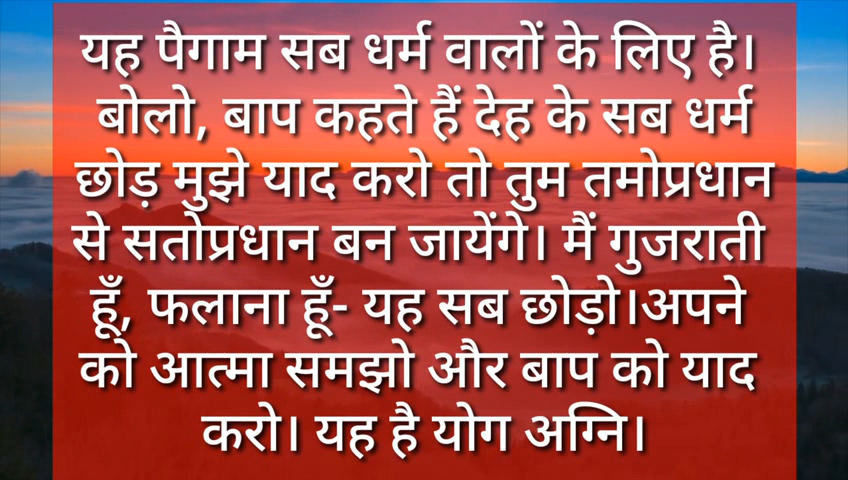 यह पैगाम सब धर्म वालों के लिए है।
बोलो, बाप कहते हैं देह के सब धर्म
छोड़ मुझे याद करो तो तुम तमोप्रधान
से सतोप्रधान बन जायेंगे। मैं गुजराती
हूँ, फलाना हूँ- यह सब छोड़ो।अपने
को आत्मा समझो और बाप को याद
करो। यह है योग अग्नि।